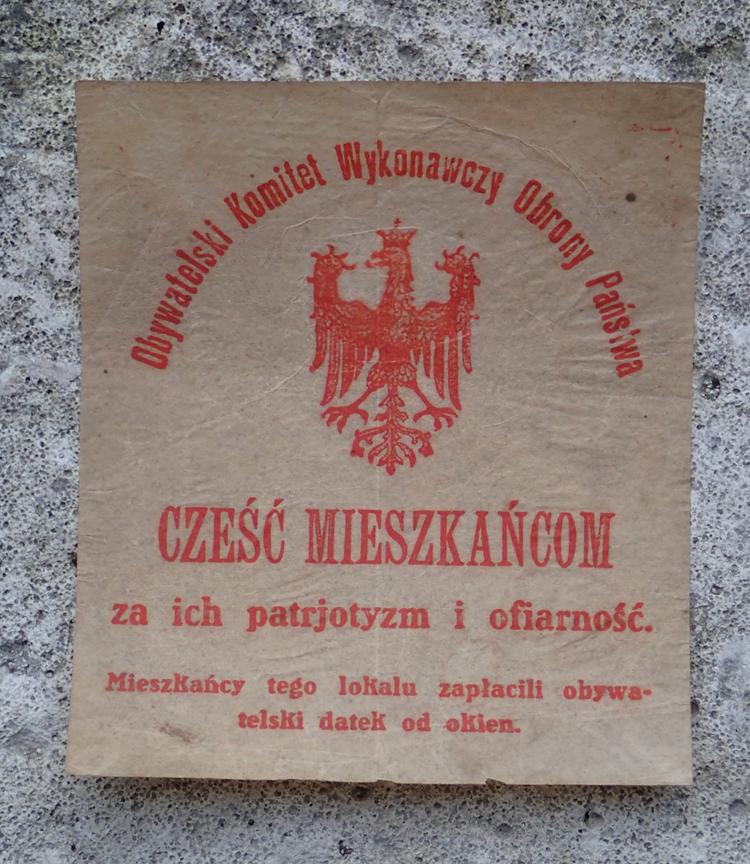 Obywatelski Komitet Wykonawczy Obrony Państwa
CZEŚĆ MIESZKAŃCOM
za ich patrjotyzm i ofiarność.
Mieszkańcy tego lokalu zapłacili obywa-
telski datek od okien.